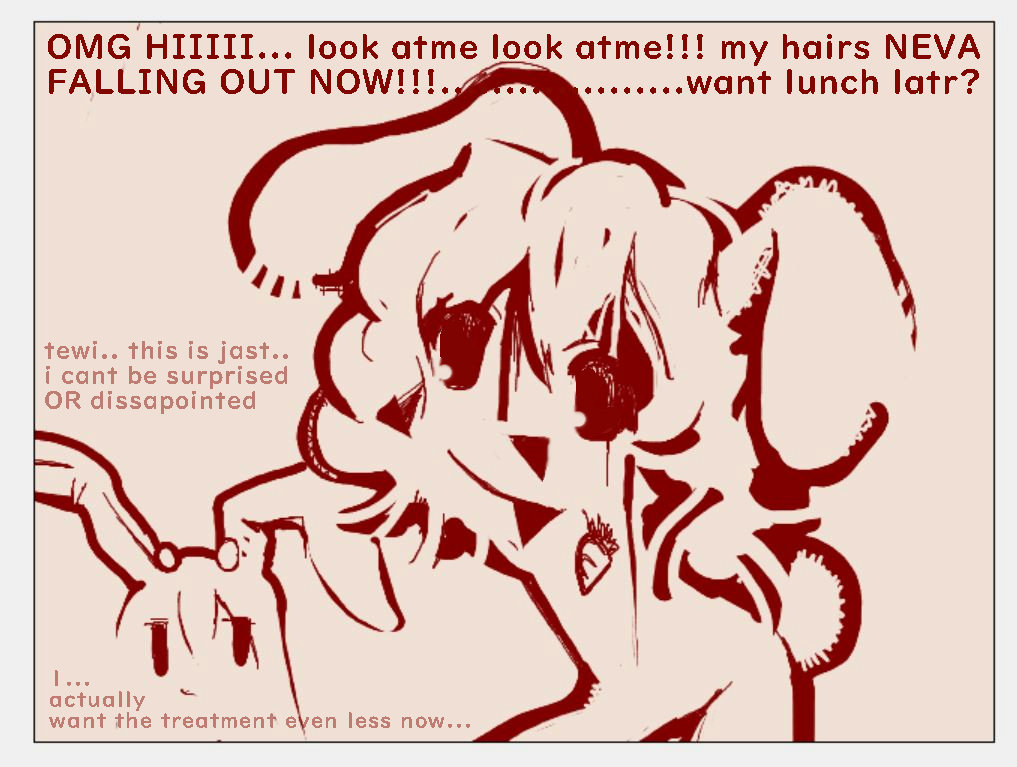 OMG HIIIII... look atme look atme!!! my hairs NEVA
FALLING OUT NOW!!!....................want lunch latr?
tewi.. this is jast..
i cant be surprised
OR dissapointed
I...
actually
want the treatment even less now...